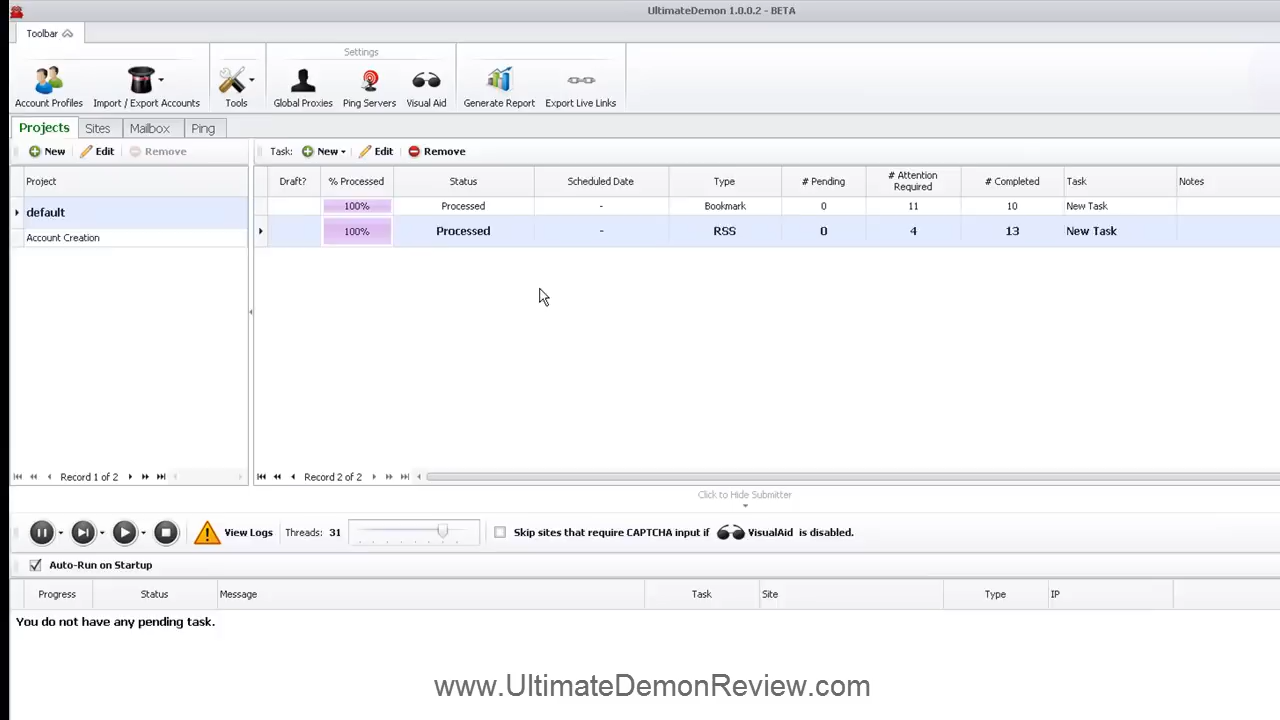 UltimateDemon 1.0.0.2 - BETA
Toolbar
Settings
Account Profiles Import / Export Accounts Tools Global Proxies Ping Servers Visual Aid Generate Report Export Live Links
Projects Sites Mailbox Ping
New Edit Remove Task: New Edit Remove
Project Draft? % Processed Status Scheduled Date Type # Pending # Attention Required # Completed Task Notes
default 100% Processed - Bookmark 0 11 10 New Task
Account Creation 100% Processed - RSS 0 4 13 New Task
Record 1 of 2 Record 2 of 2
Click to Hide Submitter
View Logs Threads: 31 Skip sites that require CAPTCHA input if VisualAid is disabled.
Auto-Run on Startup
Progress Status Message Task Site Type IP
You do not have any pending task.
www.UltimateDemonReview.com